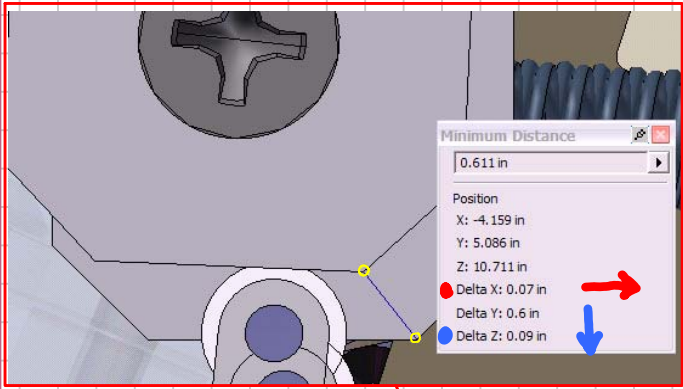 Minimum Distance
0.611 in
Position
X: -4.159 in
Y: 5.086 in
Z: 10.711 in
Delta X: 0.07 in
Delta Y: 0.6 in
Delta Z: 0.09 in